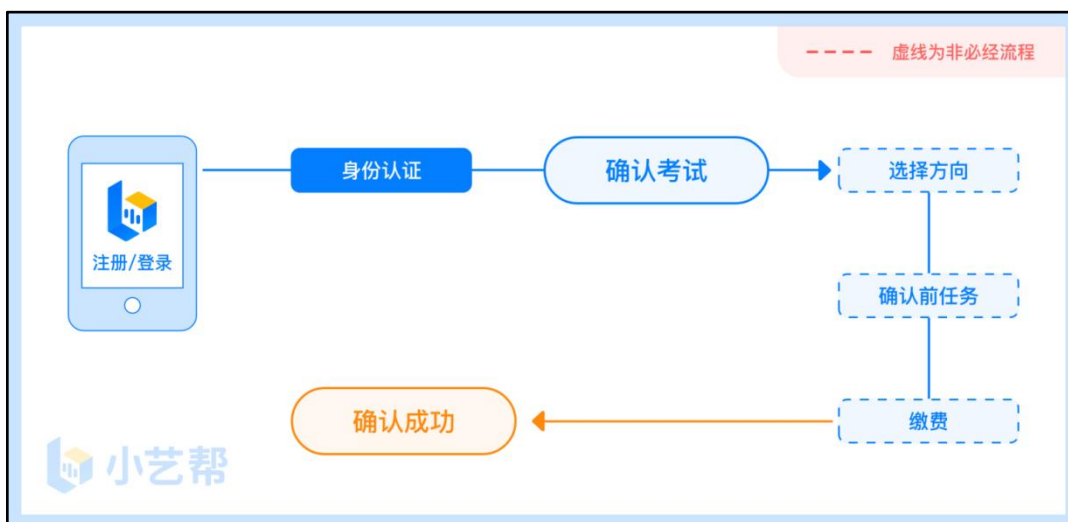 虚线为非必经流程
身份认证
确认考试
选择方向
注册/登录
确认前任务
确认成功
缴费
小艺帮